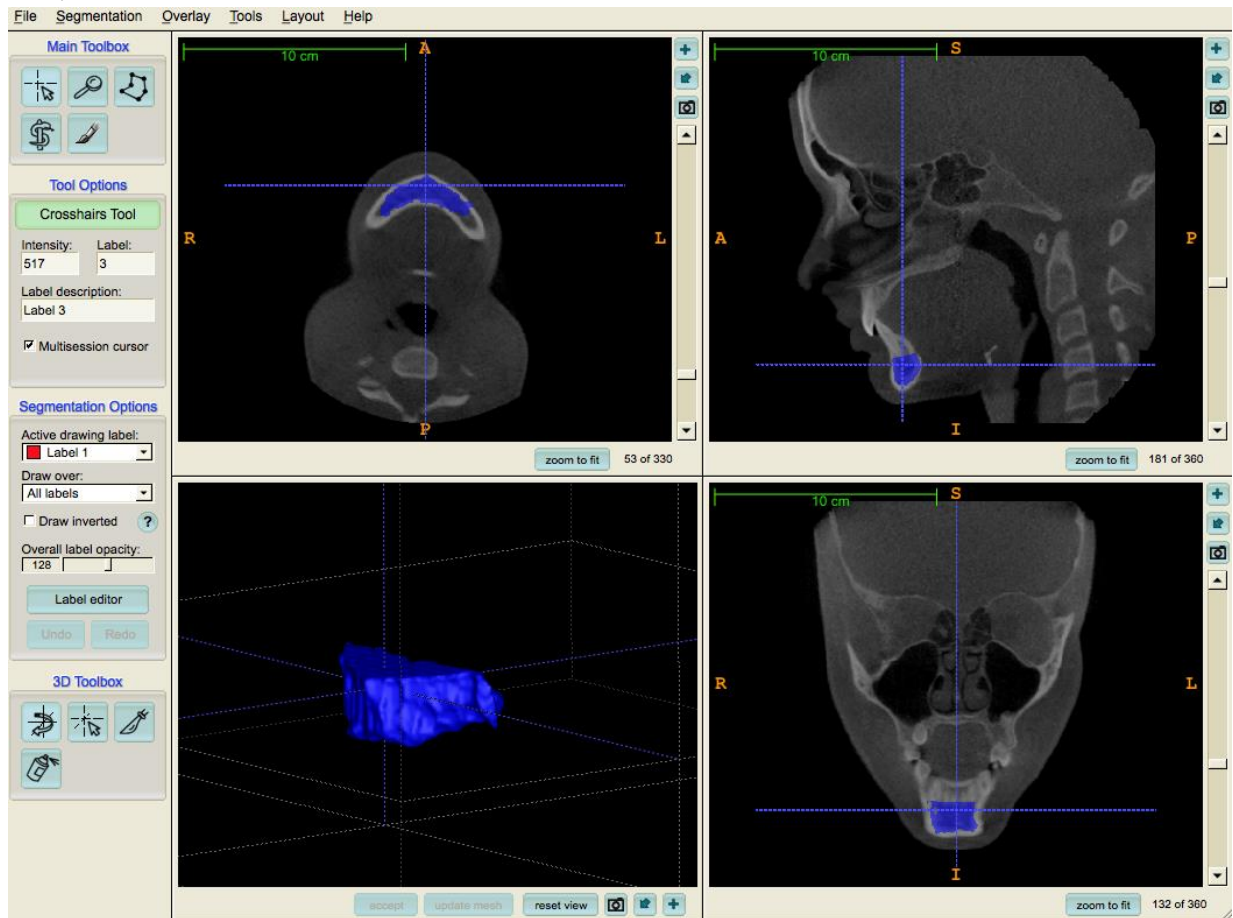 File Segmentation Overlay Tools Layout Help
Main Toolbox
Tool Options
Crosshairs Tool
Intensity: Label:
517 3
Label description:
Label 3
Multisession cursor
Segmentation Options
Active drawing label:
Label 1
Draw over:
All labels
Draw inverted ?
Overall label opacity:
128
Label editor
Undo Redo
3D Toolbox
10 cm
A
R
L
P
zoom to fit 53 of 330
10 cm
S
A
P
I
zoom to fit 181 of 360
accept update mesh reset view
10 cm
S
R
L
I
zoom to fit 132 of 360